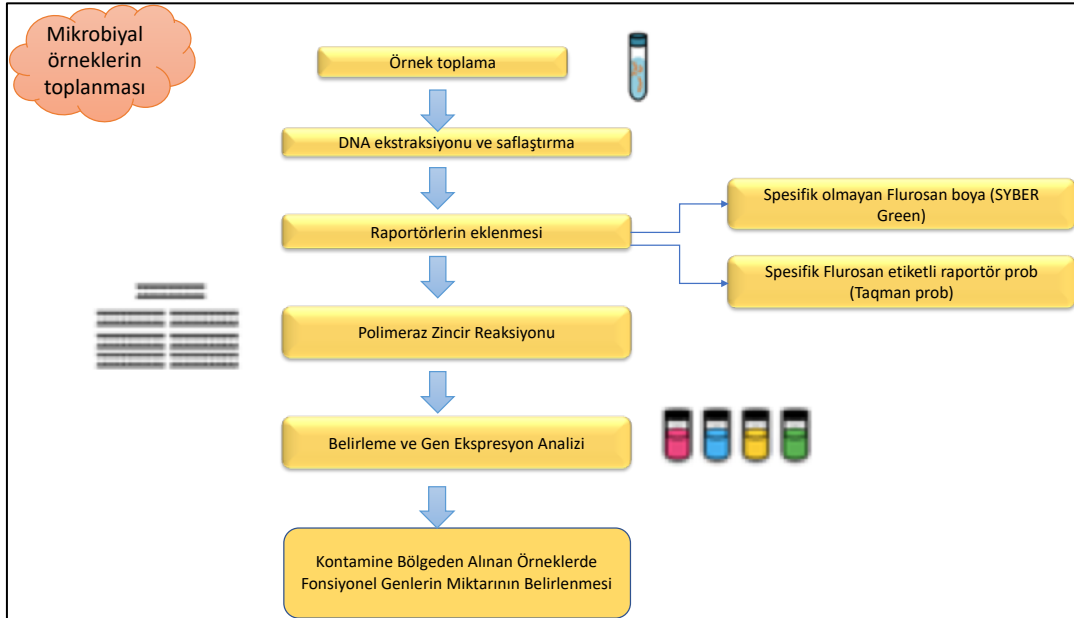 Mikrobiyal
örneklerin
toplanması
Örnek toplama
DNA ekstraksiyonu ve saflaştırma
Raportörlerin eklenmesi
Spesifik olmayan Flurosan boya (SYBER
Green)
Spesifik Flurosan etiketli raportör prob
(Taqman prob)
Polimeraz Zincir Reaksiyonu
Belirleme ve Gen Ekspresyon Analizi
Kontamine Bölgeden Alınan Örneklerde
Fonsiyonel Genlerin Miktarının Belirlenmesi